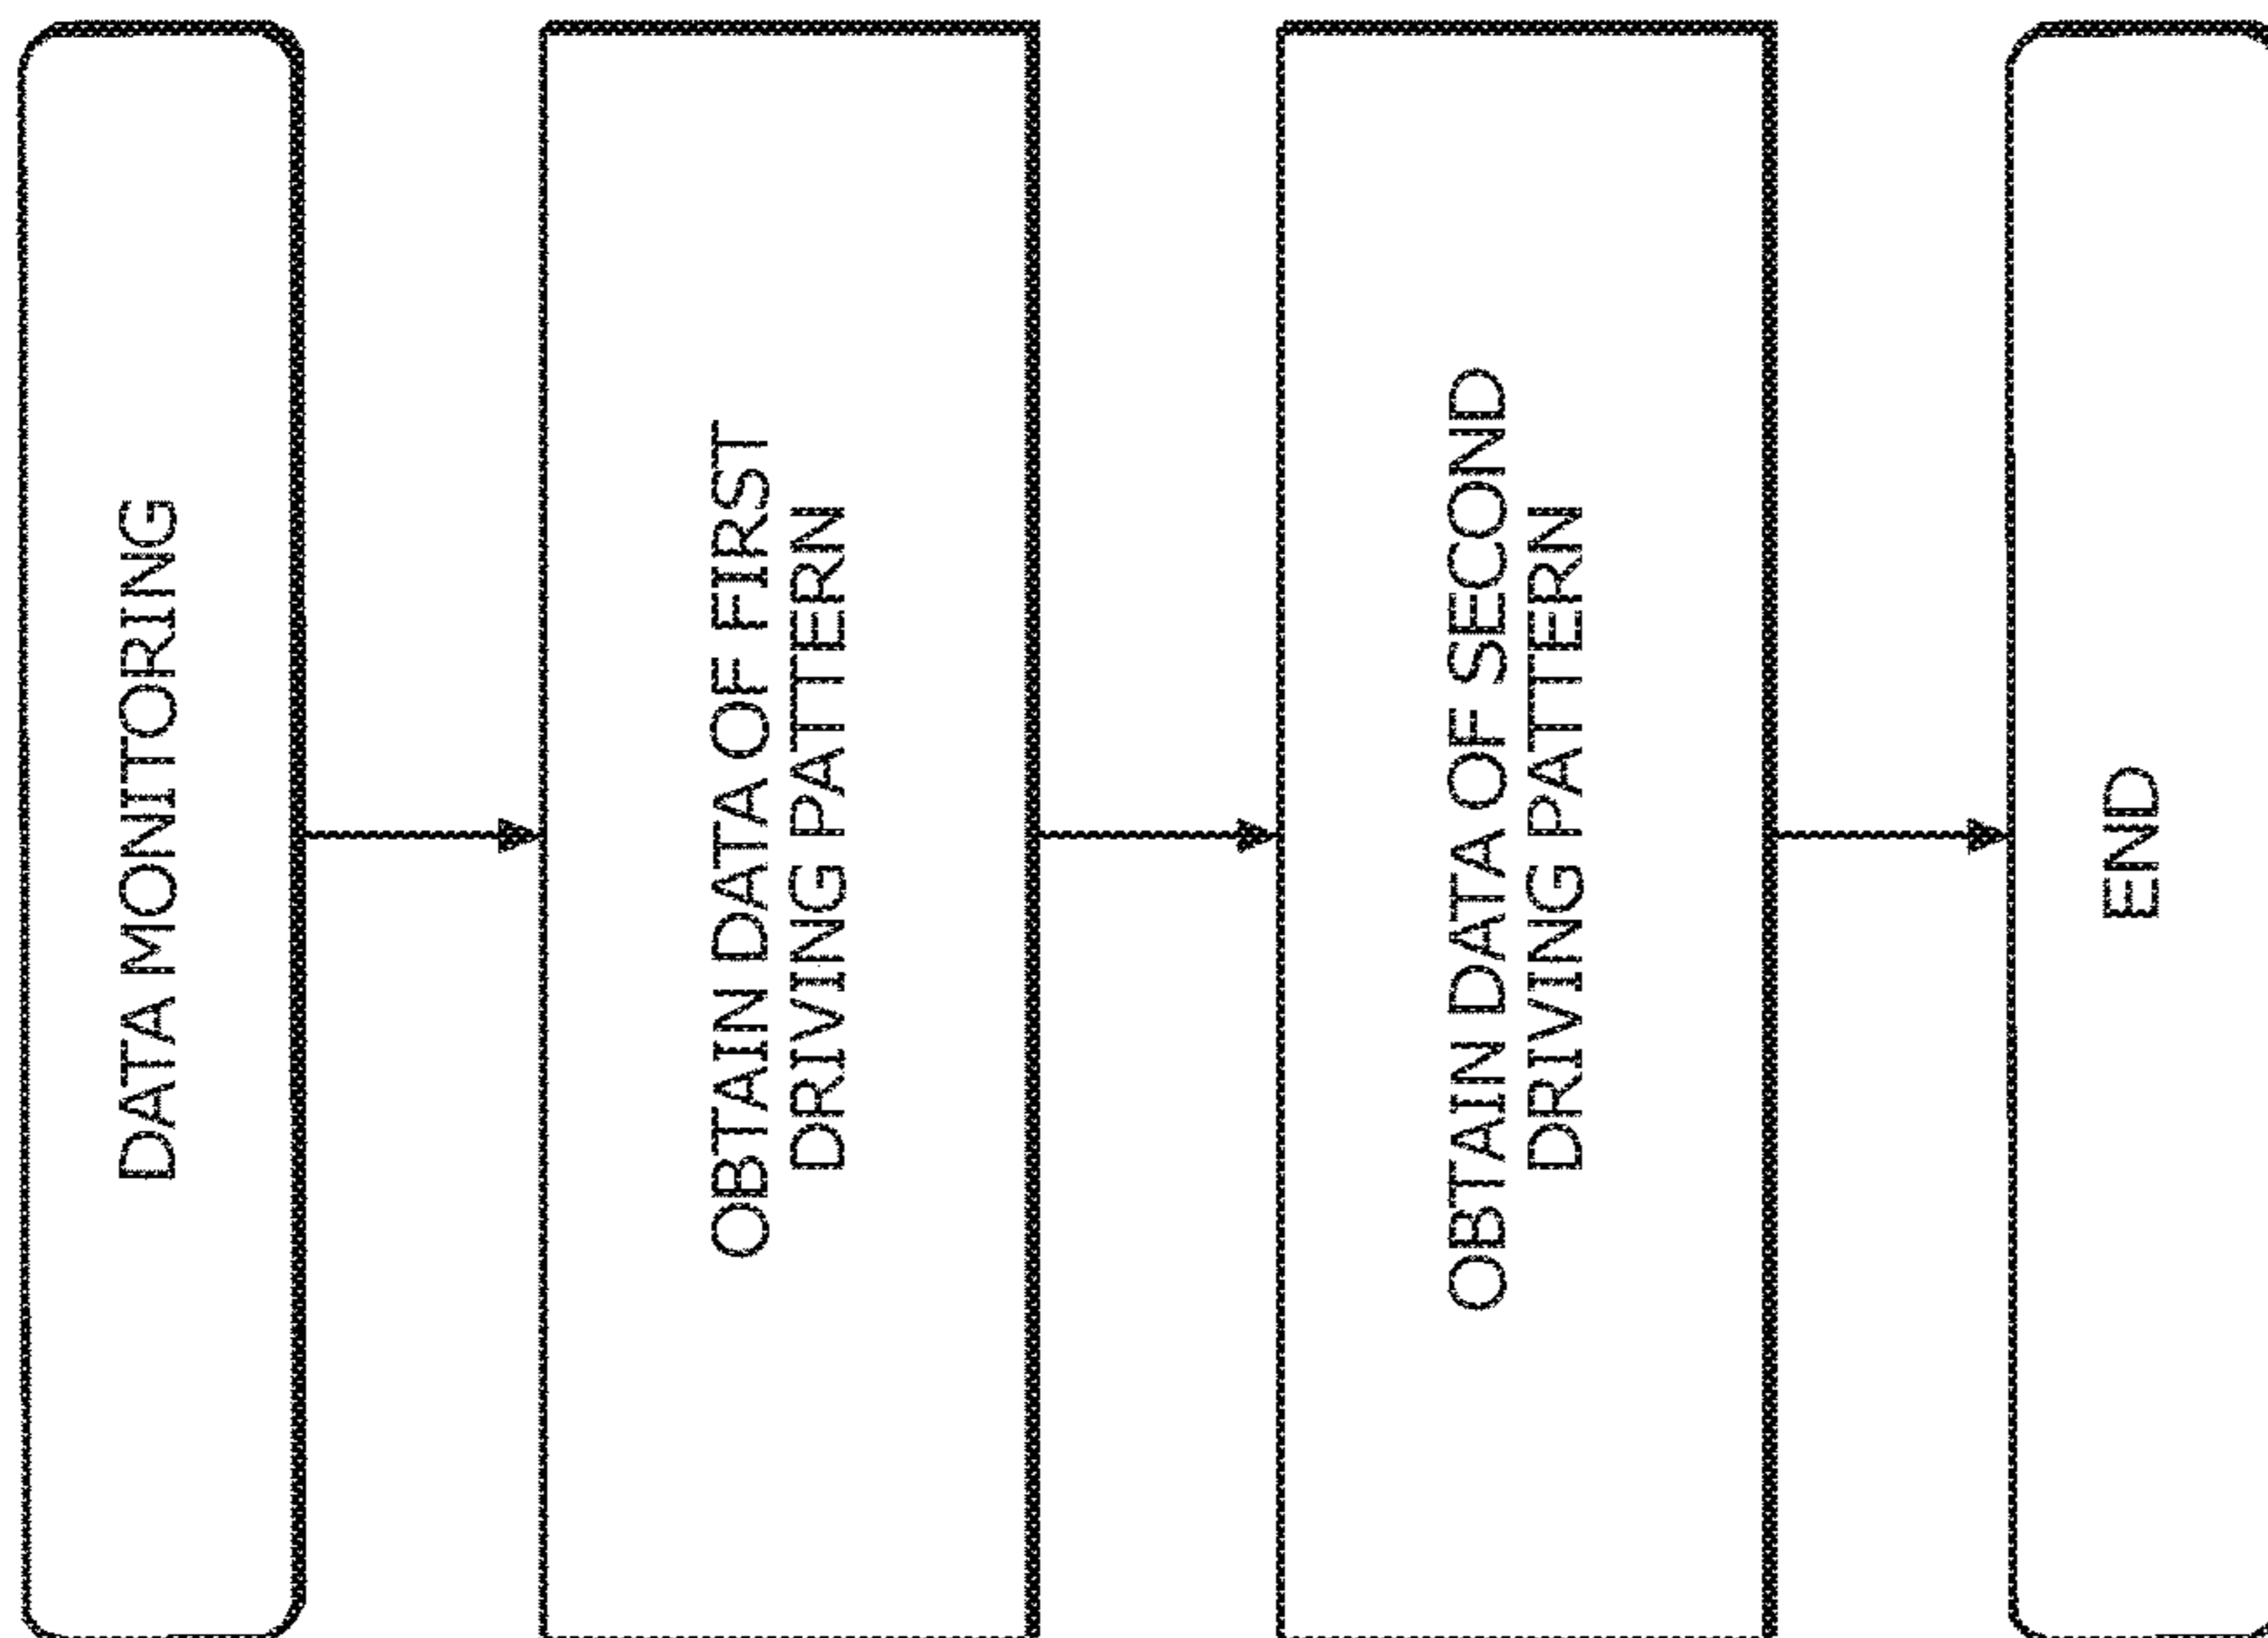 DATA MONITORING
OBTAIN DATA OF FIRST
DRIVING PATTERN
OBTAIN DATA OF SECOND
DRIVING PATTERN
END